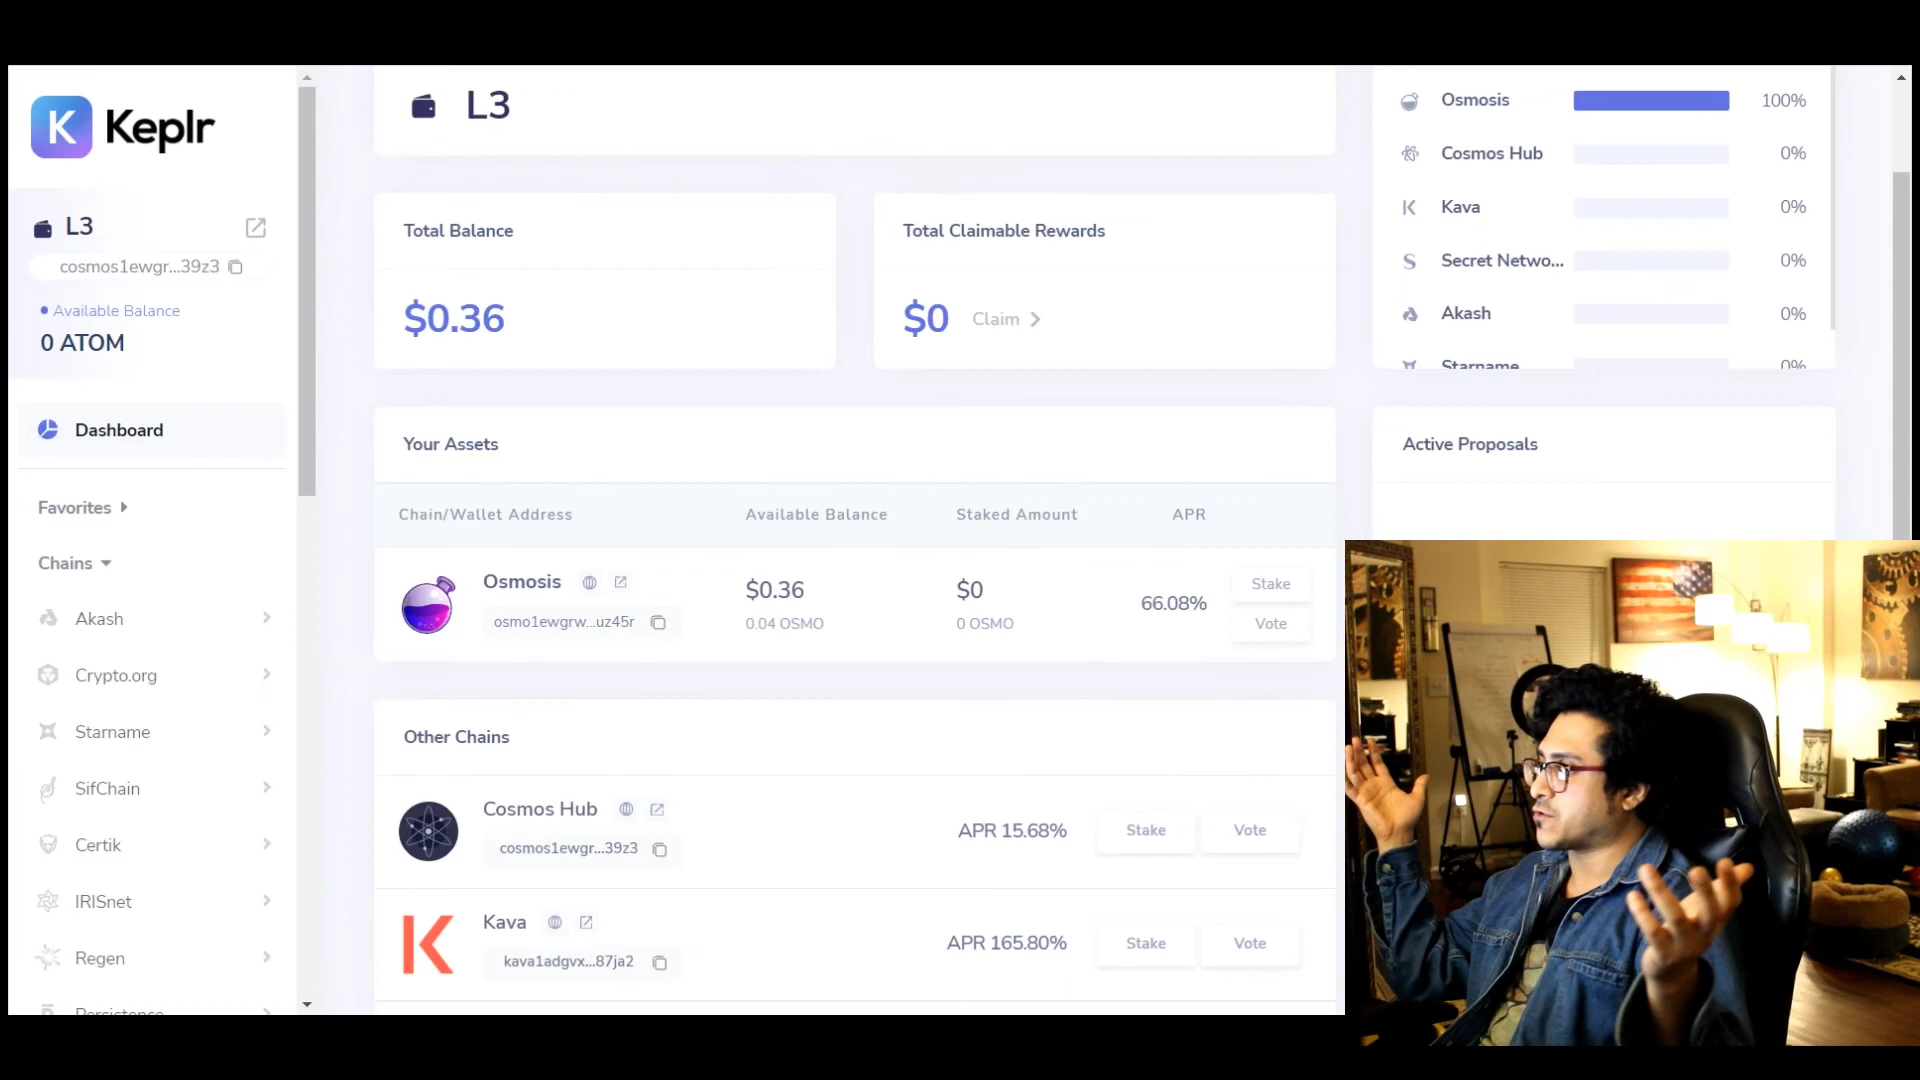 Keplr
L3
cosmos1ewgr...39z3
Available Balance
0 ATOM
Dashboard
Favorites
Chains
Akash
Crypto.org
Starname
SifChain
Certik
IRISnet
Regen
Persistence
L3
Total Balance
$0.36
Total Claimable Rewards
$0 Claim
Osmosis 100%
Cosmos Hub 0%
Kava 0%
Secret Netwo... 0%
Akash 0%
Starname 0%
Your Assets
Chain/Wallet Address Available Balance Staked Amount APR
Osmosis
osmo1ewgrw...uz45r
$0.36
0.04 OSMO
$0
0 OSMO
66.08%
Stake
Vote
Active Proposals
Other Chains
Cosmos Hub
cosmos1ewgr...39z3
APR 15.68% Stake Vote
Kava
kava1adgvx...87ja2
APR 165.80% Stake Vote